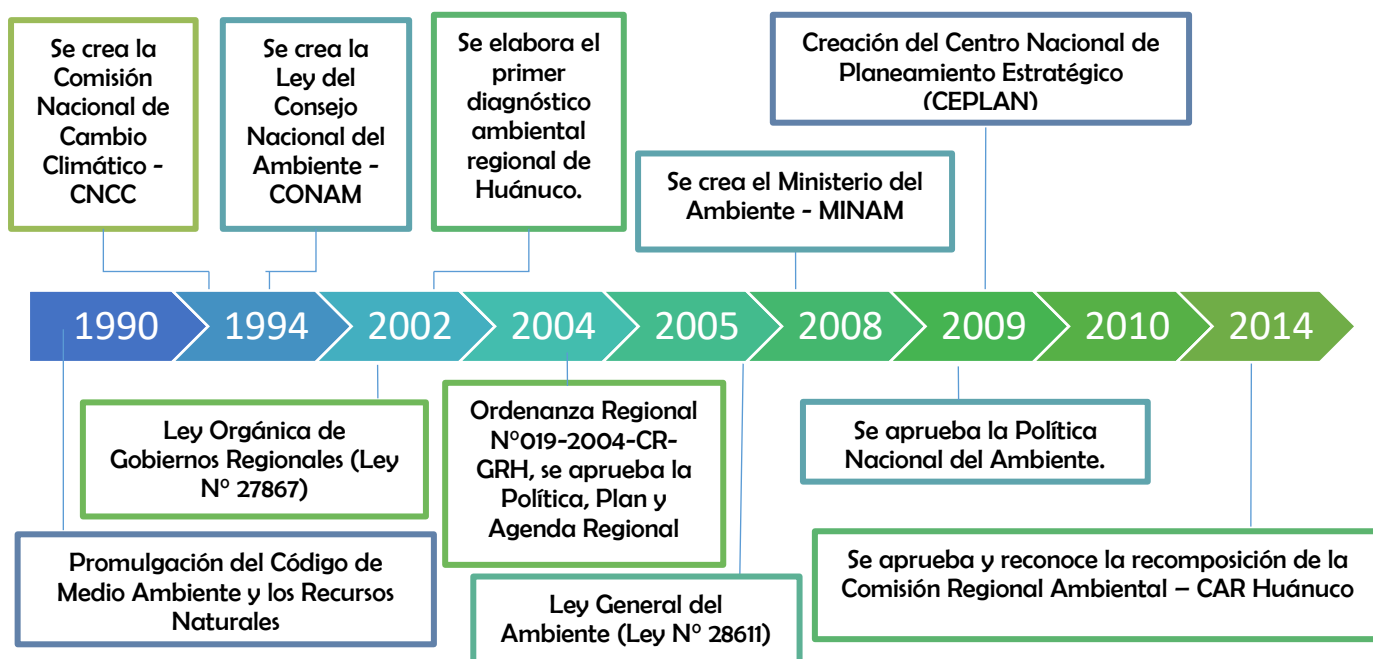 Se crea la
Comisión
Nacional de
Cambio
Climático -
CNCC
Se crea la
Ley del
Consejo
Nacional del
Ambiente -
CONAM
Se elabora el
primer
diagnóstico
ambiental
regional de
Huánuco.
Se crea el Ministerio del
Ambiente - MINAM
Creación del Centro Nacional de
Planeamiento Estratégico
(CEPLAN)
1990
1994
2002
2004
2005
2008
2009
2010
2014
Ley Orgánica de
Gobiernos Regionales (Ley
N° 27867)
Promulgación del Código de
Medio Ambiente y los Recursos
Naturales
Ordenanza Regional
N°019-2004-CR-
GRH, se aprueba la
Política, Plan y
Agenda Regional
Ley General del
Ambiente (Ley N° 28611)
Se aprueba la Política
Nacional del Ambiente.
Se aprueba y reconoce la recomposición de la
Comisión Regional Ambiental – CAR Huánuco